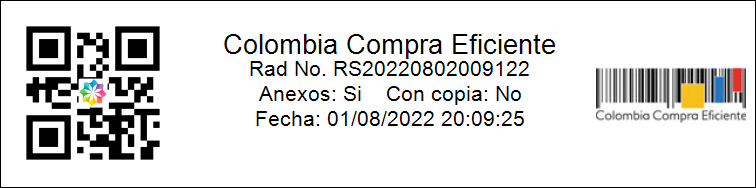 Colombia Compra Eficiente
Rad No. RS20220802009122
Anexos: Si    Con copia: No
Fecha: 01/08/2022 20:09:25
Colombia Compra Eficiente